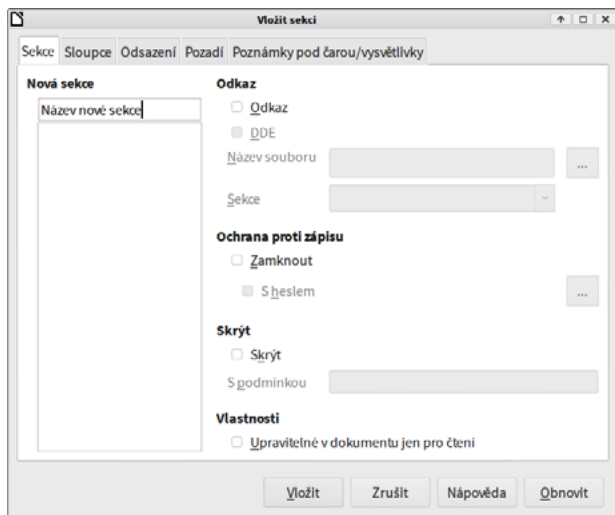 Vložit sekci
Sekce Sloupce Odsazení Pozadí Poznámky pod čarou/vysvětlivky
Nová sekce
Název nové sekce
Odkaz
Odkaz
DDE
Název souboru
...
Sekce
Ochrana proti zápisu
Zamknout
S heslem
...
Skrýt
Skrýt
S podmínkou
Vlastnosti
Upravitelné v dokumentu jen pro čtení
Vložit Zrušit Nápověda Obnovit